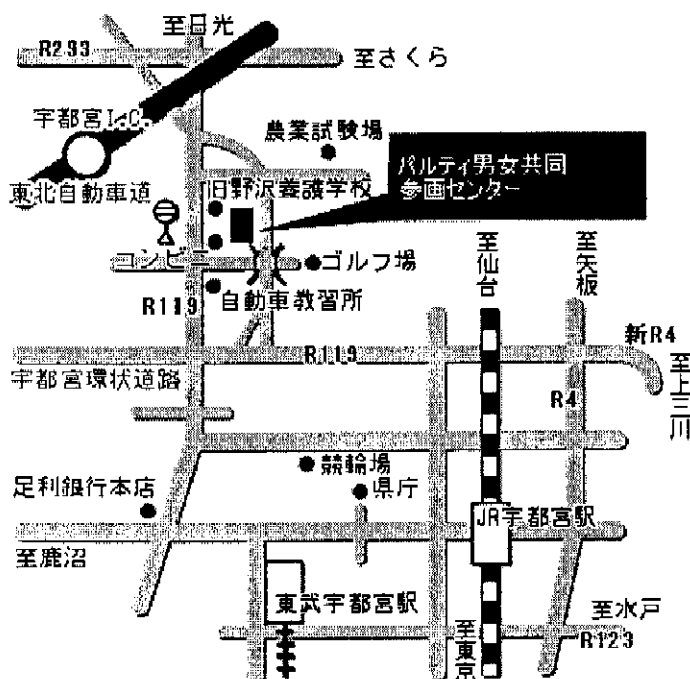 至日光
R293
至さくら
宇都宮I.C.
農業試験場
パルティ男女共同
参画センター
東北自動車道
旧野沢養護学校
コンビニ
ゴルフ場
至仙台
至矢板
R119
自動車教習所
新R4
R119
宇都宮環状道路
至上三川
R4
競輪場
足利銀行本店
県庁
JR宇都宮駅
至鹿沼
東武宇都宮駅
至水戸
至東京
R123